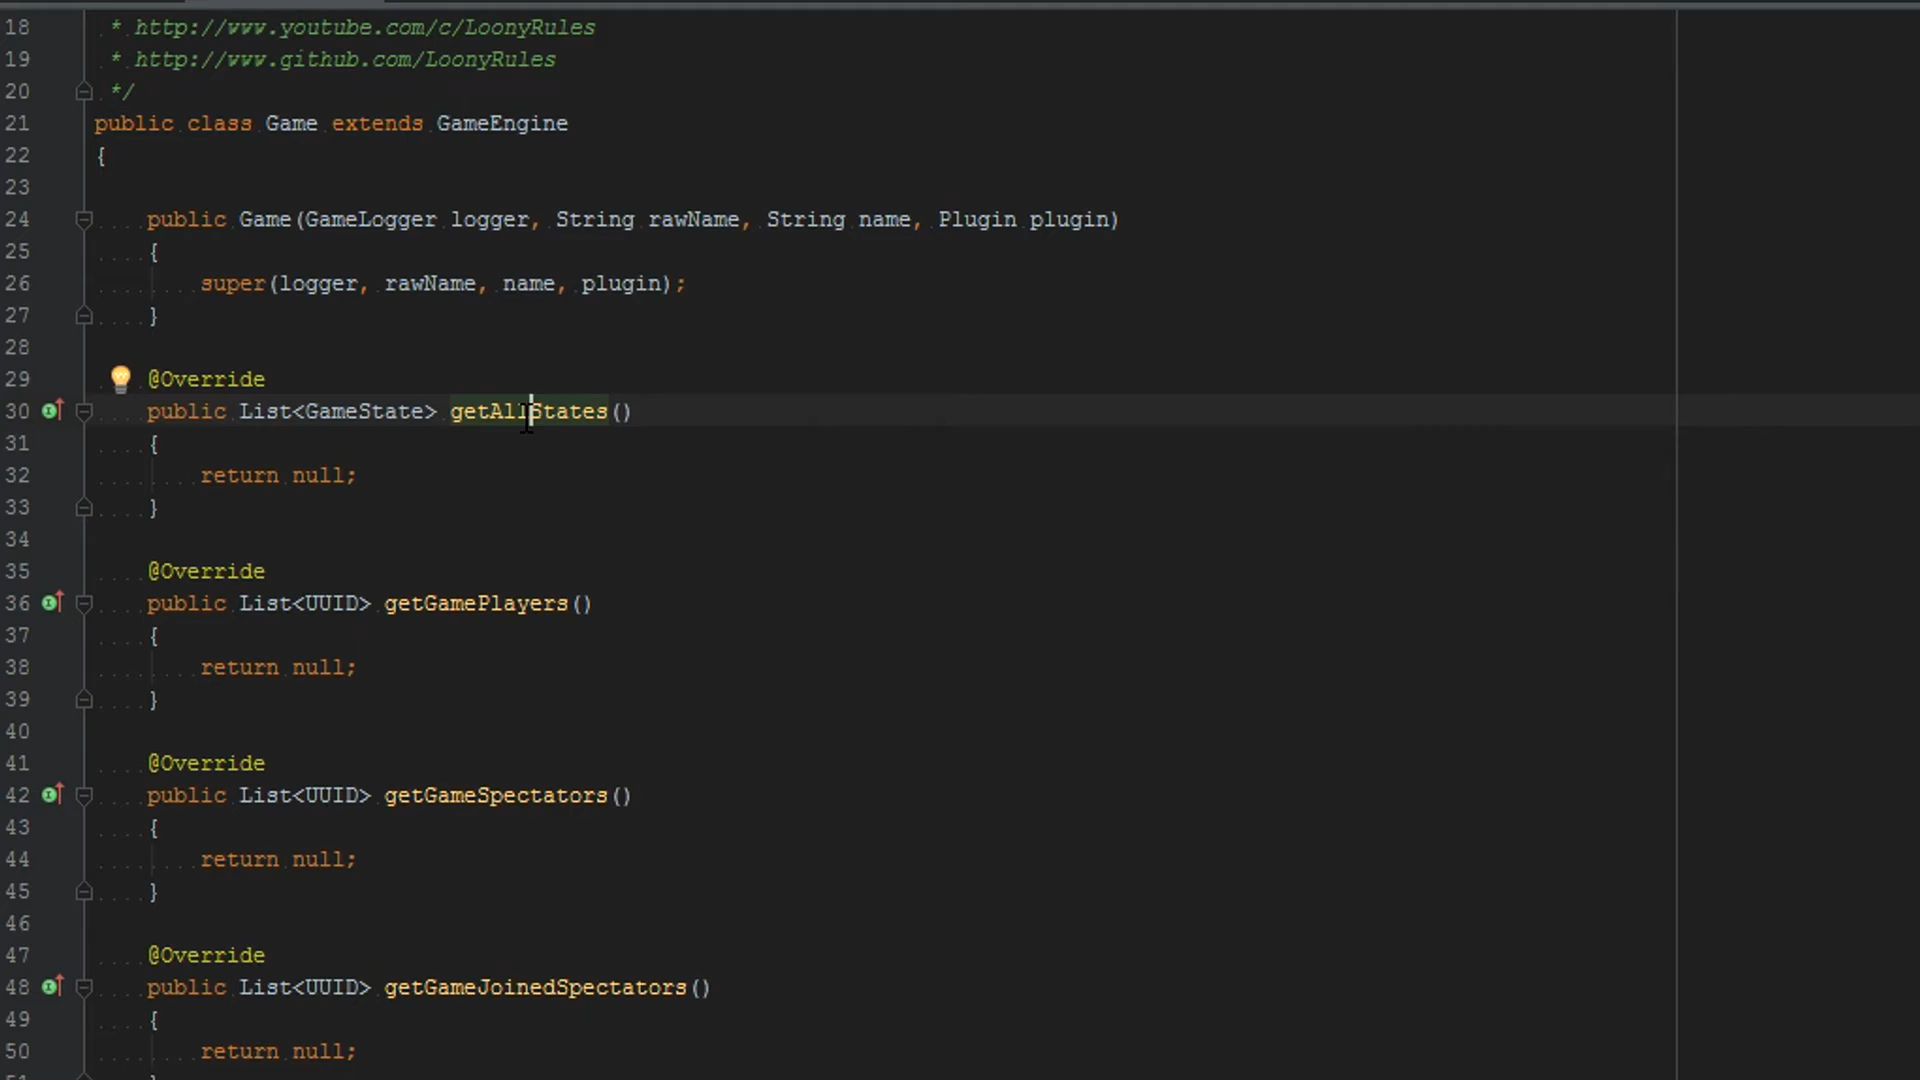 18 * http://www.youtube.com/c/LoonyRules
19 * http://www.github.com/LoonyRules
20 */
21 public class Game extends GameEngine
22 {
23
24 public Game(GameLogger logger, String rawName, String name, Plugin plugin)
25 {
26 super(logger, rawName, name, plugin);
27 }
28
29 @Override
30 public List<GameState> getAllStates()
31 {
32 return null;
33 }
34
35 @Override
36 public List<UUID> getGamePlayers()
37 {
38 return null;
39 }
40
41 @Override
42 public List<UUID> getGameSpectators()
43 {
44 return null;
45 }
46
47 @Override
48 public List<UUID> getGameJoinedSpectators()
49 {
50 return null;